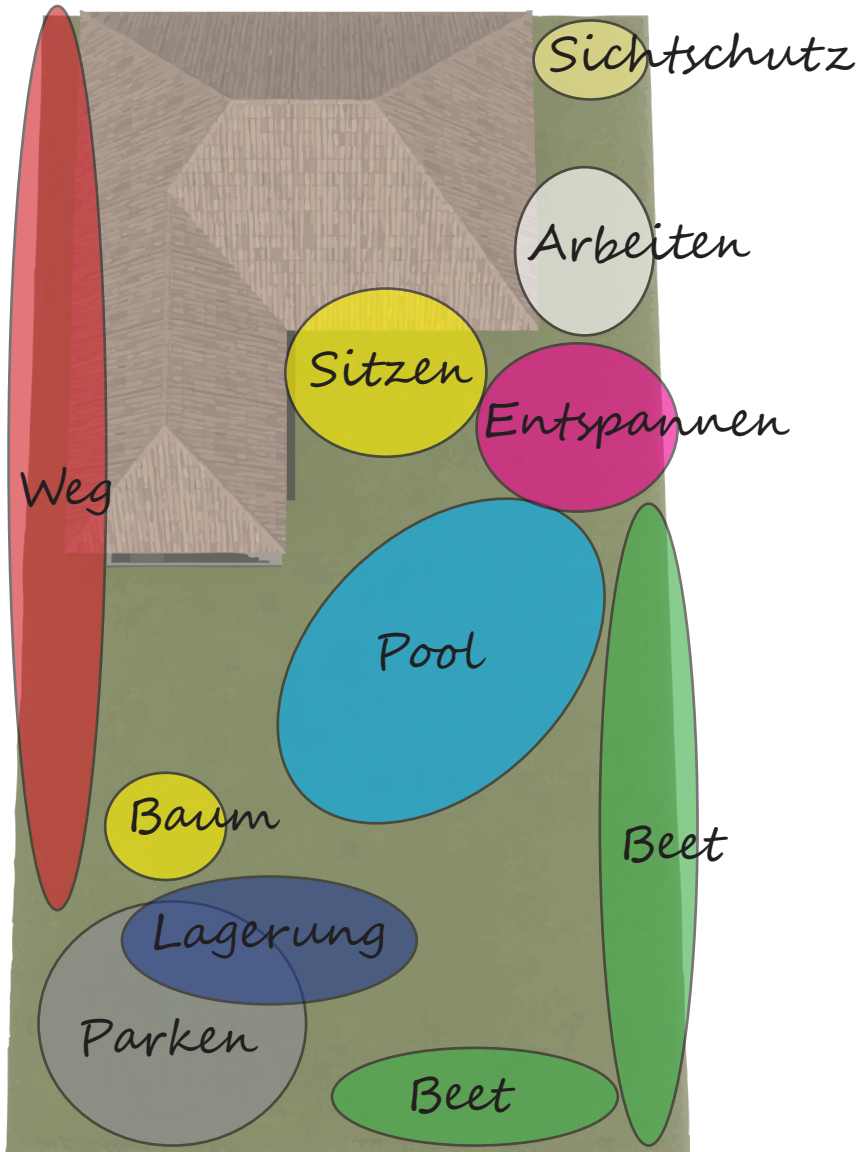 Sichtschutz
Arbeiten
Sitzen
Entspannen
Weg
Pool
Baum
Beet
Lagerung
Parken
Beet